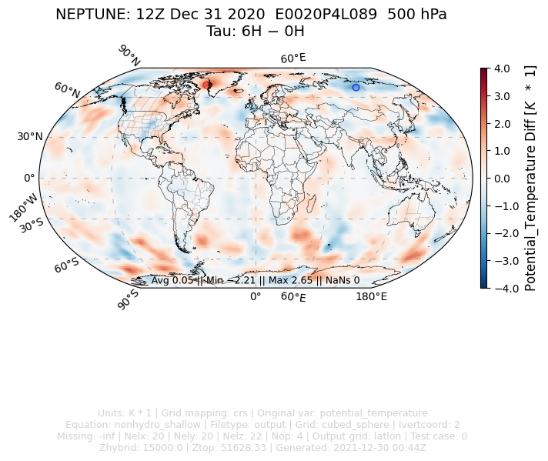 NEPTUNE: 12Z Dec 31 2020 E0020P4L089 500 hPa
Tau: 6H − 0H
90°N
60°E
60°N
30°N
0°
180°W
30°S
60°S
90°S
0°
60°E
180°E
Avg 0.05 || Min −2.21 || Max 2.65 || NaNs 0
4.0
3.0
2.0
1.0
0.0
−1.0
−2.0
−3.0
−4.0
Potential_Temperature Diff [K * 1]
Units: K * 1 | Grid mapping: crs | Original var: potential_temperature
Equation: nonhydro_shallow | Filetype: output | Grid: cubed_sphere | Ivertcoord: 2
Missing: -inf | Nelx: 20 | Nely: 20 | Nelz: 22 | Nop: 4 | Output grid: latlon | Test case: 0
Zhybrid: 15000.0 | Ztop: 51628.33 | Generated: 2021-12-30 00:44Z